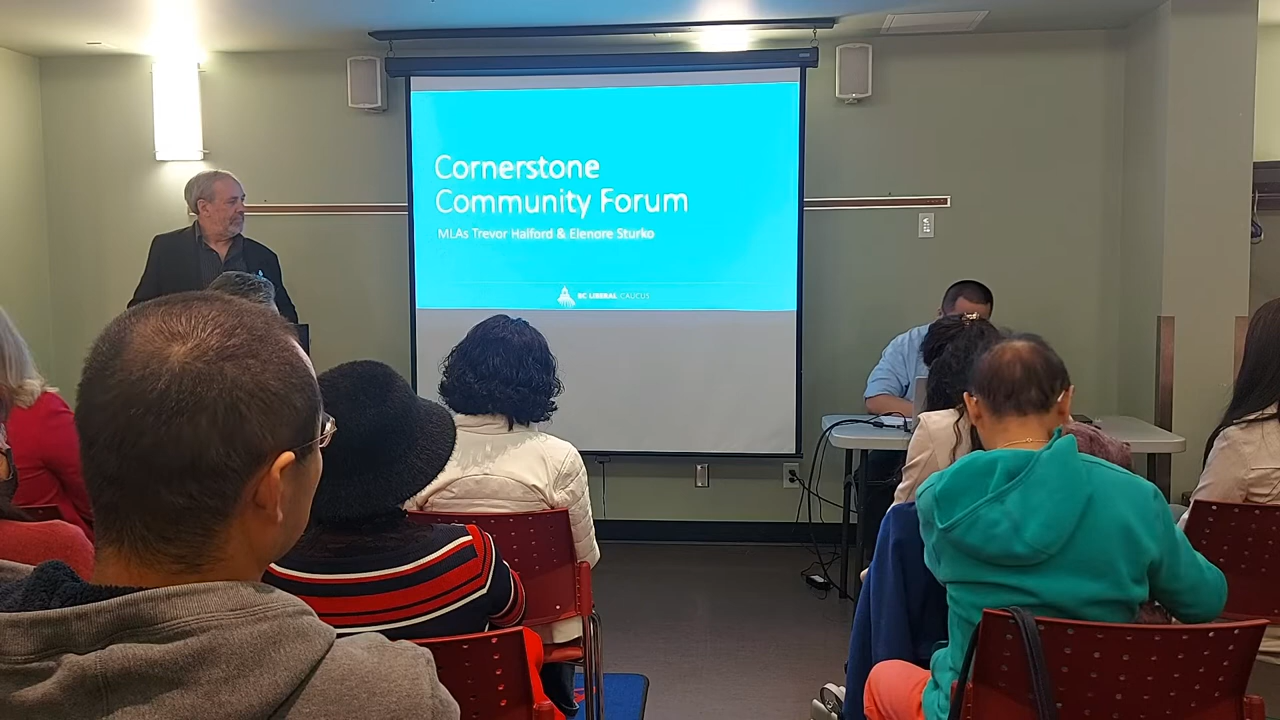 Cornerstone
Community Forum
MLAs Trevor Halford & Elenore Sturko
BC LIBERAL CAUCUS